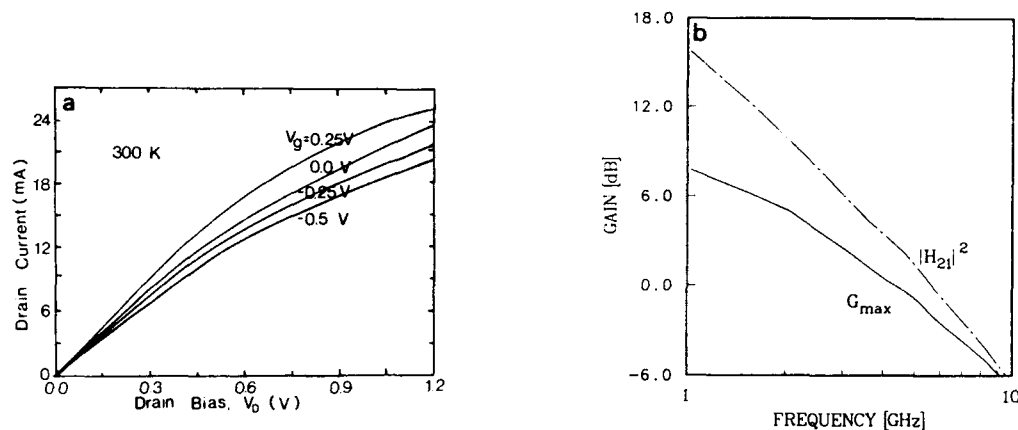 a
300 K
Vg=0.25V
0.0 V
-0.25V
-0.5 V
24
18
12
6
0
0.0 0.3 0.6 0.9 1.2
Drain Current (mA)
Drain Bias, VD (V)
b
18.0
12.0
6.0
0.0
-6.0
GAIN [dB]
|H21|2
Gmax
1 10
FREQUENCY [GHz]